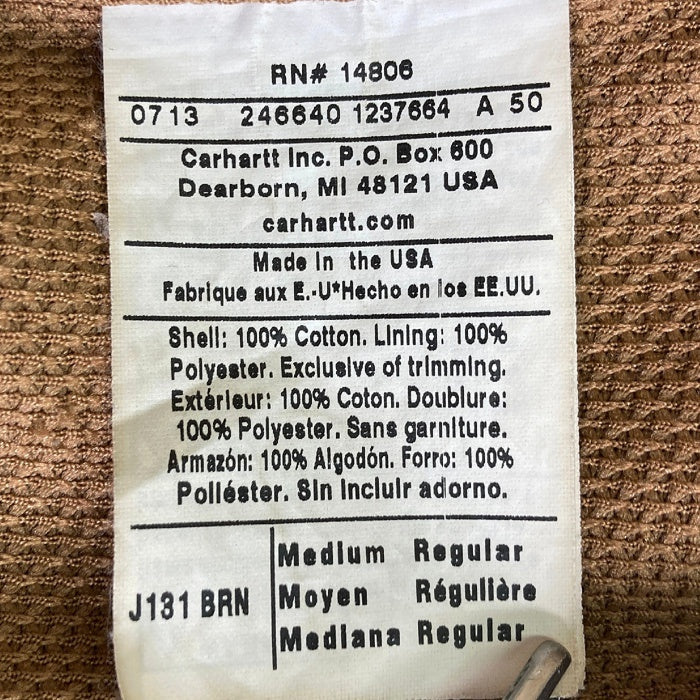 RN# 14806
0713 246640 1237664 A 50
Carhartt Inc. P.O. Box 600
Dearborn, MI 48121 USA
carhartt.com
Made in the USA
Fabrique aux E.-U*Hecho en los EE.UU.
Shell: 100% Cotton. Lining: 100%
Polyester. Exclusive of trimming.
Extérieur: 100% Coton. Doublure:
100% Polyester. Sans garniture.
Armazón: 100% Algodón. Forro: 100%
Poliéster. Sin incluir adorno.
J131 BRN
Medium Regular
Moyen Régulière
Mediana Regular